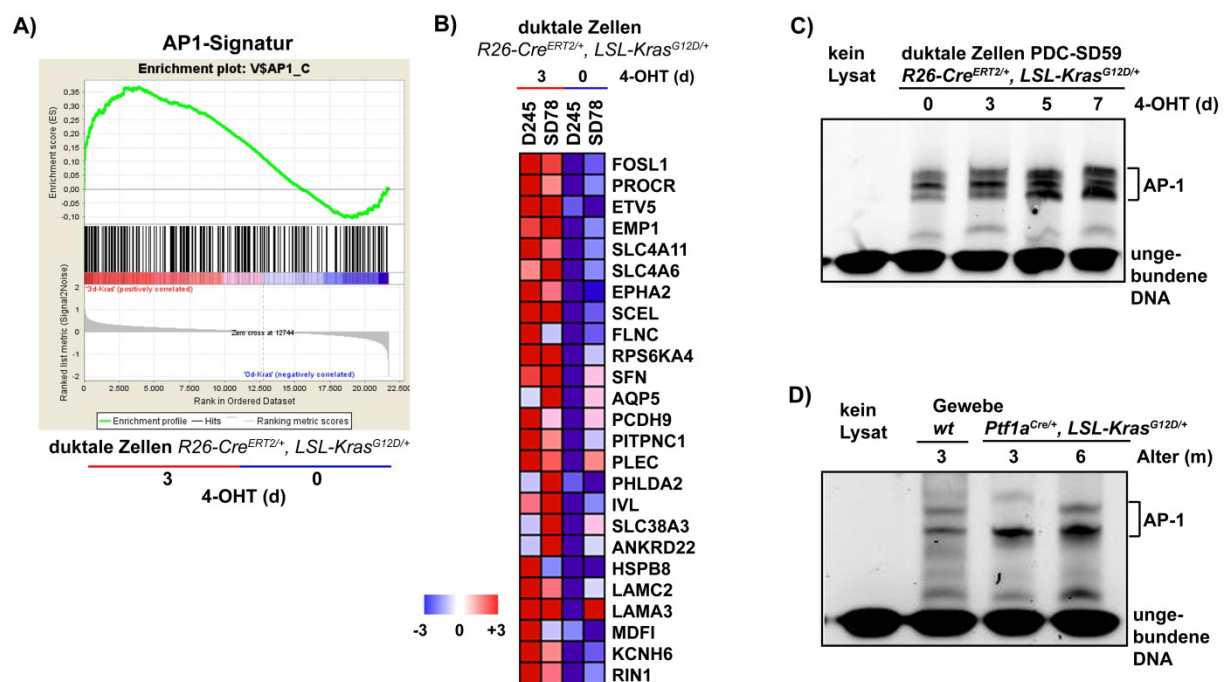 A)
AP1-Signatur
Enrichment plot: V$AP1_C
Enrichment score (ES)
0,35
0,30
0,25
0,20
0,15
0,10
0,05
0,00
-0,05
-0,10
'3d-Kras' (positively correlated)
Ranked list metric (Signal2Noise)
2
1
0
-1
-2
Zero cross at 12744
'0d-Kras' (negatively correlated)
0 2.500 5.000 7.500 10.000 12.500 15.000 17.500 20.000 22.500
Rank in Ordered Dataset
Enrichment profile Hits Ranking metric scores
duktale Zellen R26-CreERT2/+, LSL-KrasG12D/+
3 0
4-OHT (d)
B)
duktale Zellen
R26-CreERT2/+, LSL-KrasG12D/+
3 0 4-OHT (d)
D245 SD78 D245 SD78
FOSL1
PROCR
ETV5
EMP1
SLC4A11
SLC4A6
EPHA2
SCEL
FLNC
RPS6KA4
SFN
AQP5
PCDH9
PITPNC1
PLEC
PHLDA2
IVL
SLC38A3
ANKRD22
HSPB8
LAMC2
LAMA3
MDFI
KCNH6
RIN1
-3 0 +3
C)
kein
Lysat
duktale Zellen PDC-SD59
R26-CreERT2/+, LSL-KrasG12D/+
0 3 5 7 4-OHT (d)
AP-1
unge-
bundene
DNA
D)
kein
Lysat
Gewebe
wt Ptf1aCre/+, LSL-KrasG12D/+
3 3 6 Alter (m)
AP-1
unge-
bundene
DNA